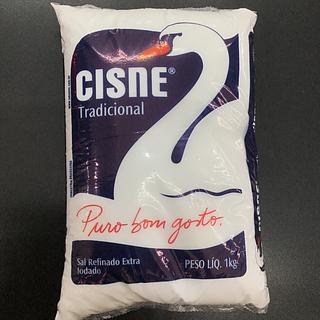 CISNE®
Tradicional
Puro bom gosto.
Sal Refinado Extra
Iodado
PESO LÍQ. 1kg